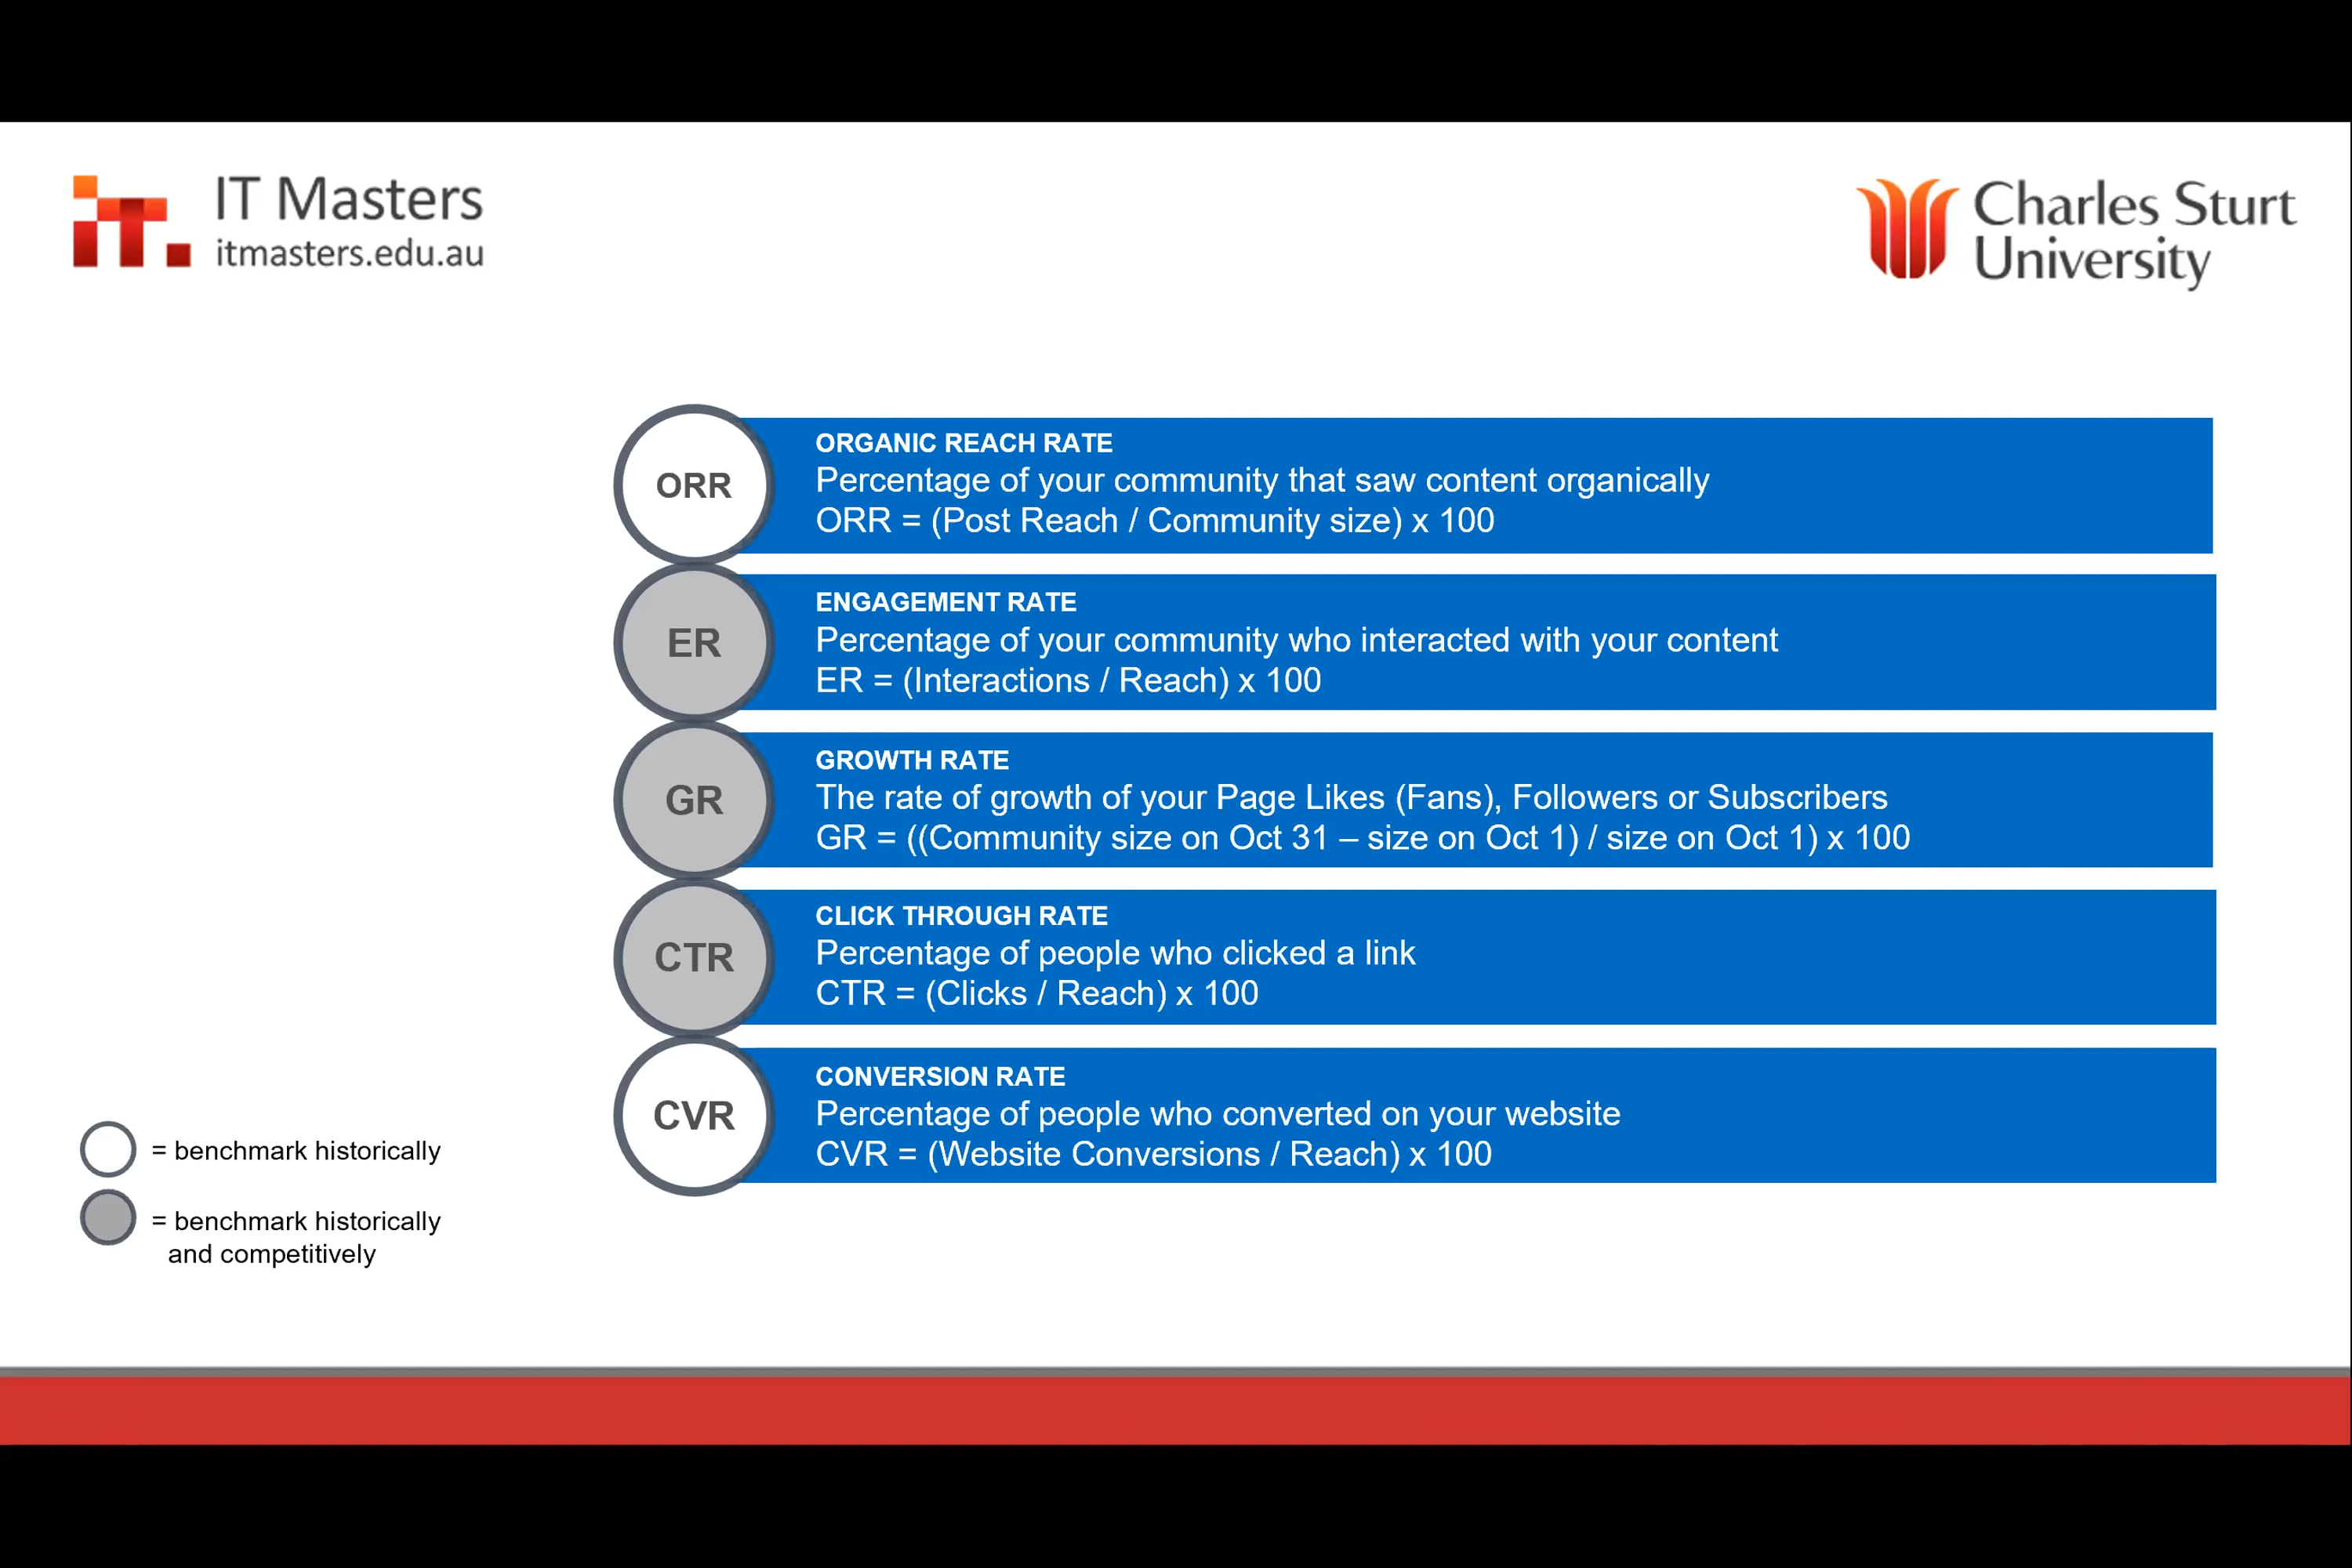 IT Masters
itmasters.edu.au
Charles Sturt
University
ORR
ORGANIC REACH RATE
Percentage of your community that saw content organically
ORR = (Post Reach / Community size) x 100
ER
ENGAGEMENT RATE
Percentage of your community who interacted with your content
ER = (Interactions / Reach) x 100
GR
GROWTH RATE
The rate of growth of your Page Likes (Fans), Followers or Subscribers
GR = ((Community size on Oct 31 – size on Oct 1) / size on Oct 1) x 100
CTR
CLICK THROUGH RATE
Percentage of people who clicked a link
CTR = (Clicks / Reach) x 100
CVR
CONVERSION RATE
Percentage of people who converted on your website
CVR = (Website Conversions / Reach) x 100
= benchmark historically
= benchmark historically
and competitively